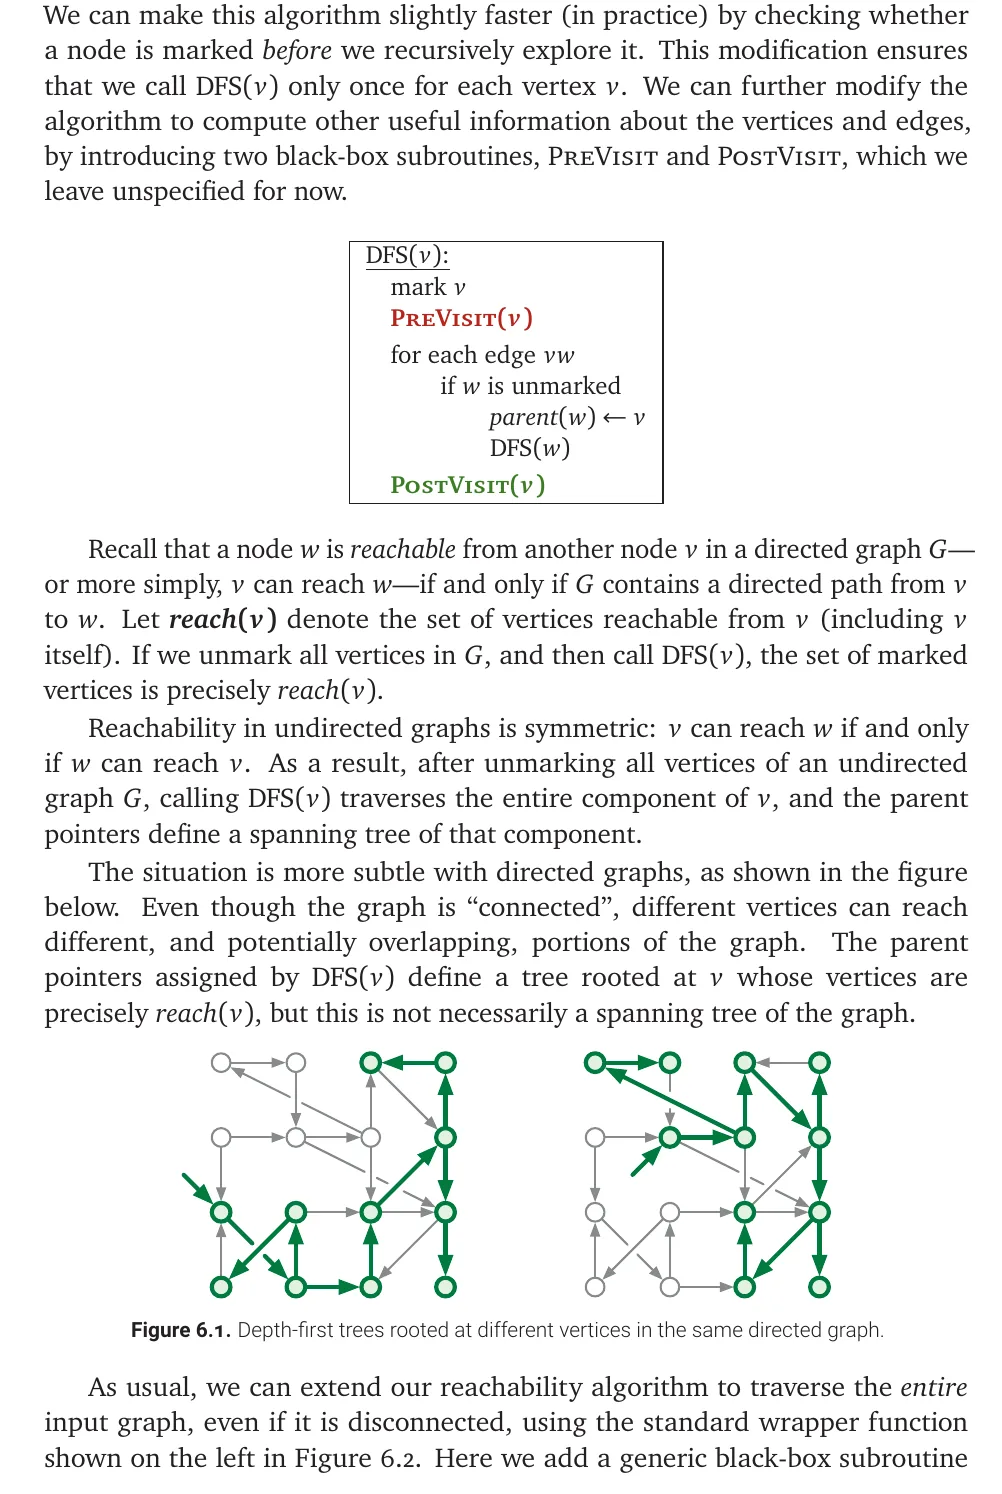 We can make this algorithm slightly faster (in practice) by checking whether
a node is marked before we recursively explore it. This modification ensures
that we call DFS(v) only once for each vertex v. We can further modify the
algorithm to compute other useful information about the vertices and edges,
by introducing two black-box subroutines, PreVisit and PostVisit, which we
leave unspecified for now.
DFS(v):
mark v
PreVisit(v)
for each edge vw
if w is unmarked
parent(w) ← v
DFS(w)
PostVisit(v)
Recall that a node w is reachable from another node v in a directed graph G—
or more simply, v can reach w—if and only if G contains a directed path from v
to w. Let reach(v) denote the set of vertices reachable from v (including v
itself). If we unmark all vertices in G, and then call DFS(v), the set of marked
vertices is precisely reach(v).
Reachability in undirected graphs is symmetric: v can reach w if and only
if w can reach v. As a result, after unmarking all vertices of an undirected
graph G, calling DFS(v) traverses the entire component of v, and the parent
pointers define a spanning tree of that component.
The situation is more subtle with directed graphs, as shown in the figure
below. Even though the graph is “connected”, different vertices can reach
different, and potentially overlapping, portions of the graph. The parent
pointers assigned by DFS(v) define a tree rooted at v whose vertices are
precisely reach(v), but this is not necessarily a spanning tree of the graph.
Figure 6.1. Depth-first trees rooted at different vertices in the same directed graph.
As usual, we can extend our reachability algorithm to traverse the entire
input graph, even if it is disconnected, using the standard wrapper function
shown on the left in Figure 6.2. Here we add a generic black-box subroutine